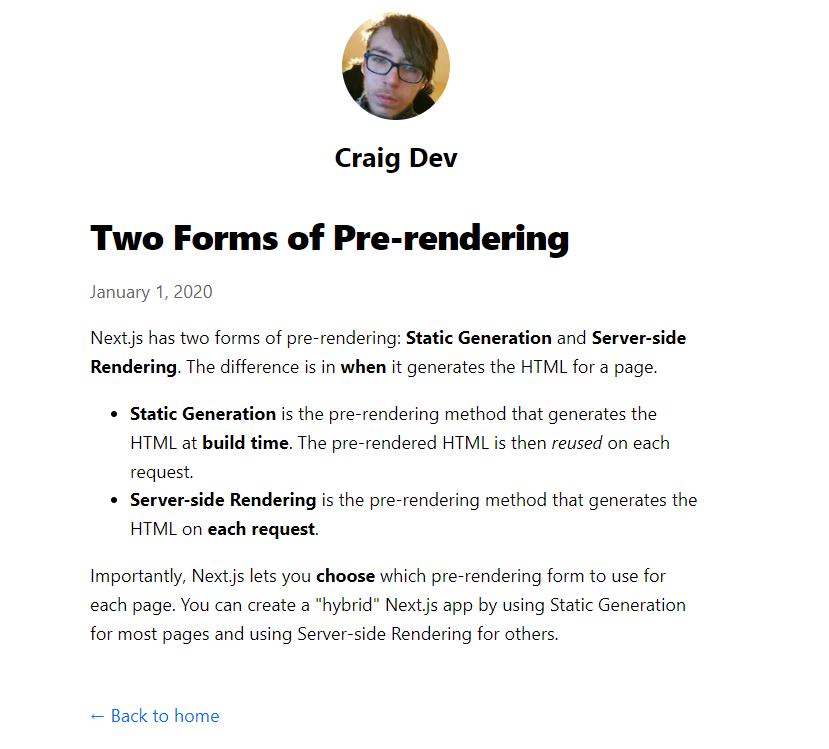 Craig Dev
Two Forms of Pre-rendering
January 1, 2020
Next.js has two forms of pre-rendering: Static Generation and Server-side
Rendering. The difference is in when it generates the HTML for a page.
• Static Generation is the pre-rendering method that generates the
HTML at build time. The pre-rendered HTML is then reused on each
request.
• Server-side Rendering is the pre-rendering method that generates the
HTML on each request.
Importantly, Next.js lets you choose which pre-rendering form to use for
each page. You can create a "hybrid" Next.js app by using Static Generation
for most pages and using Server-side Rendering for others.
← Back to home